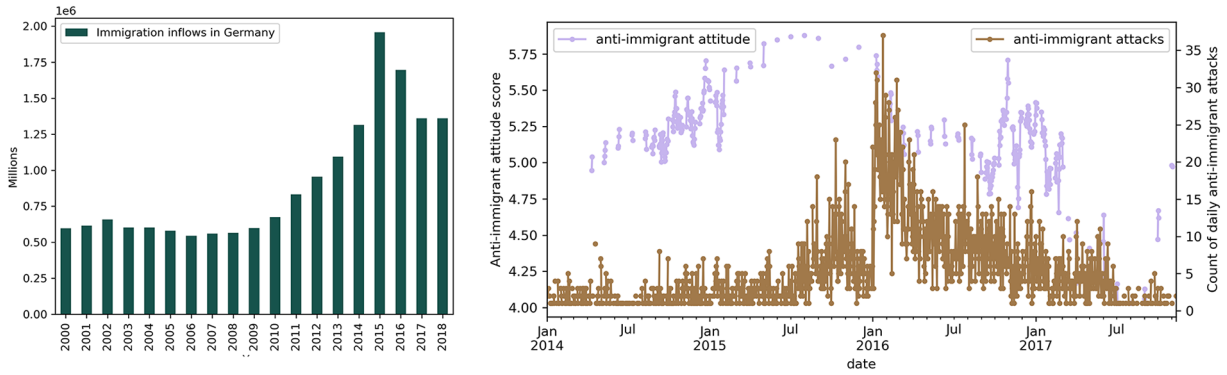 1e6
Immigration inflows in Germany
Millions
2.00
1.75
1.50
1.25
1.00
0.75
0.50
0.25
0.00
2000 2001 2002 2003 2004 2005 2006 2007 2008 2009 2010 2011 2012 2013 2014 2015 2016 2017 2018
anti-immigrant attitude
anti-immigrant attacks
Anti-immigrant attitude score
5.75
5.50
5.25
5.00
4.75
4.50
4.25
4.00
Jan Jul Jan Jul Jan Jul Jan Jul
2014 2015 2016 2017
date
35
30
25
20
15
10
5
0
Count of daily anti-immigrant attacks